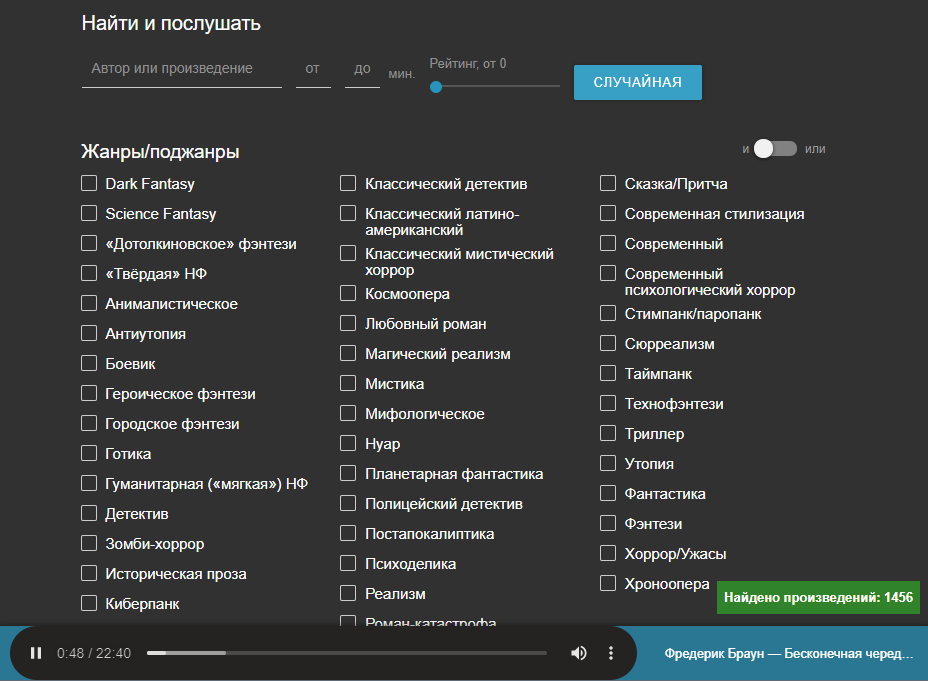 Найти и послушать
Автор или произведение
от
до
мин.
Рейтинг, от 0
СЛУЧАЙНАЯ
Жанры/поджанры
и
или
Dark Fantasy
Science Fantasy
«Дотолкиновское» фэнтези
«Твёрдая» НФ
Анималистическое
Антиутопия
Боевик
Героическое фэнтези
Городское фэнтези
Готика
Гуманитарная («мягкая») НФ
Детектив
Зомби-хоррор
Историческая проза
Киберпанк
Классический детектив
Классический латино-
американский
Классический мистический
хоррор
Космоопера
Любовный роман
Магический реализм
Мистика
Мифологическое
Нуар
Планетарная фантастика
Полицейский детектив
Постапокалиптика
Психоделика
Реализм
Роман-катастрофа
Сказка/Притча
Современная стилизация
Современный
Современный
психологический хоррор
Стимпанк/паропанк
Сюрреализм
Таймпанк
Технофэнтези
Триллер
Утопия
Фантастика
Фэнтези
Хоррор/Ужасы
Хроноопера
Найдено произведений: 1456
0:48 / 22:40
Фредерик Браун — Бесконечная черед...